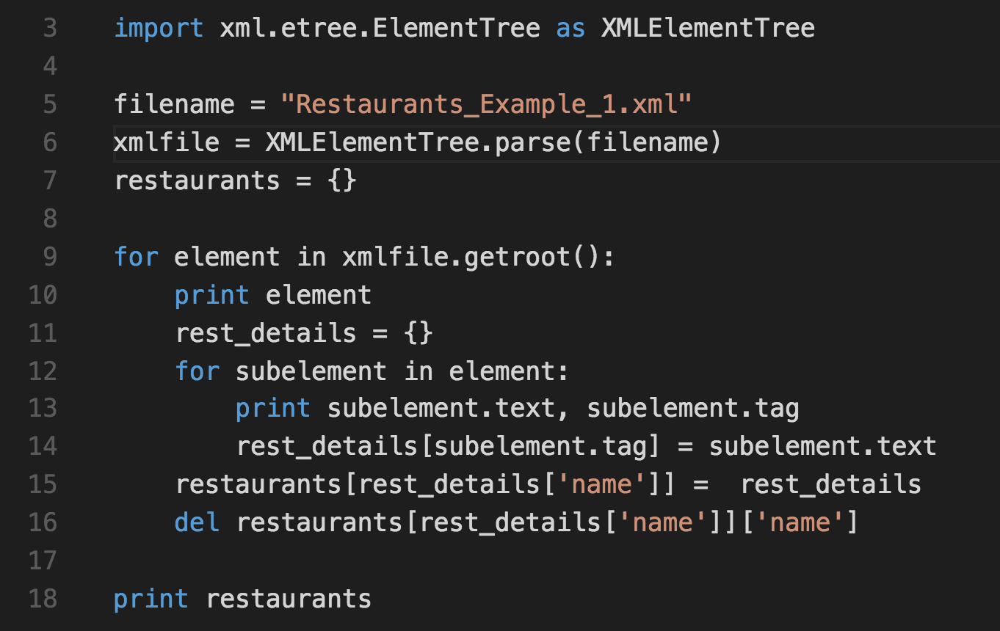 3 import xml.etree.ElementTree as XMLElementTree
4
5 filename = "Restaurants_Example_1.xml"
6 xmlfile = XMLElementTree.parse(filename)
7 restaurants = {}
8
9 for element in xmlfile.getroot():
10     print element
11     rest_details = {}
12     for subelement in element:
13         print subelement.text, subelement.tag
14         rest_details[subelement.tag] = subelement.text
15     restaurants[rest_details['name']] =  rest_details
16     del restaurants[rest_details['name']]['name']
17
18 print restaurants